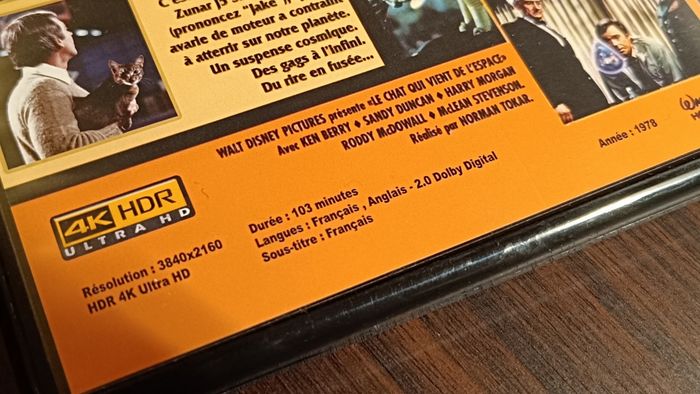 Zunar J5
(prononcez "Jake")
avarie de moteur a contraint
à atterrir sur notre planète.
Un suspense cosmique.
Des gags à l'infini.
Du rire en fusée...
WALT DISNEY PICTURES présente «LE CHAT QUI VIENT DE L'ESPACE»
Avec KEN BERRY ♦ SANDY DUNCAN ♦ HARRY MORGAN
RODDY McDOWALL ♦ McLEAN STEVENSON.
Réalisé par NORMAN TOKAR.
Année : 1978
4K HDR
ULTRA HD
Résolution : 3840x2160
HDR 4K Ultra HD
Durée : 103 minutes
Langues : Français , Anglais - 2.0 Dolby Digital
Sous-titre : Français